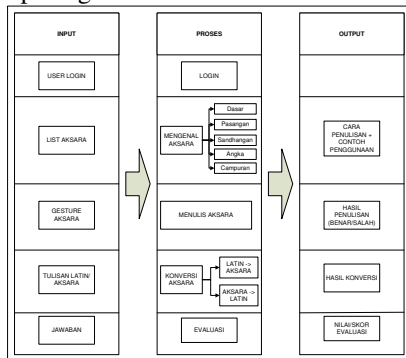 INPUT
USER LOGIN
LIST AKSARA
GESTURE
AKSARA
TULISAN LATIN/
AKSARA
JAWABAN
PROSES
LOGIN
MENGENAL
AKSARA
Dasar
Pasangan
Sandhangan
Angka
Campuran
MENULIS AKSARA
KONVERSI
AKSARA
LATIN ->
AKSARA
AKSARA ->
LATIN
EVALUASI
OUTPUT
CARA
PENULISAN +
CONTOH
PENGGUNAAN
HASIL
PENULISAN
(BENAR/SALAH)
HASIL KONVERSI
NILAI/SKOR
EVALUASI